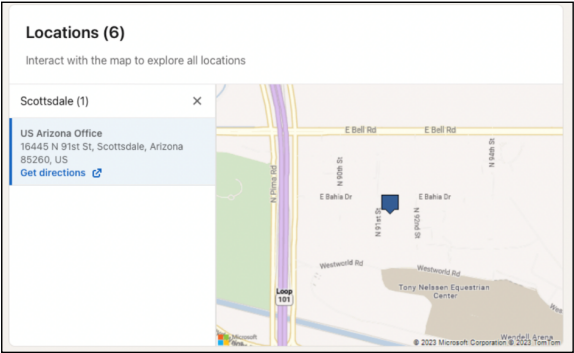 Locations (6)
Interact with the map to explore all locations
Scottsdale (1)
US Arizona Office
16445 N 91st St, Scottsdale, Arizona
85260, US
Get directions
E Bell Rd
E Bell Rd
N 94th St
N 90th St
N Pima Rd
E Bahia Dr
E Bahia Dr
N 91st St
N 92nd St
Westworld Rd
Westworld Rd
Tony Nelssen Equestrian
Center
Loop
101
Wes
Wendell Arena
Microsoft
Bing
© 2023 Microsoft Corporation © 2023 TomTom